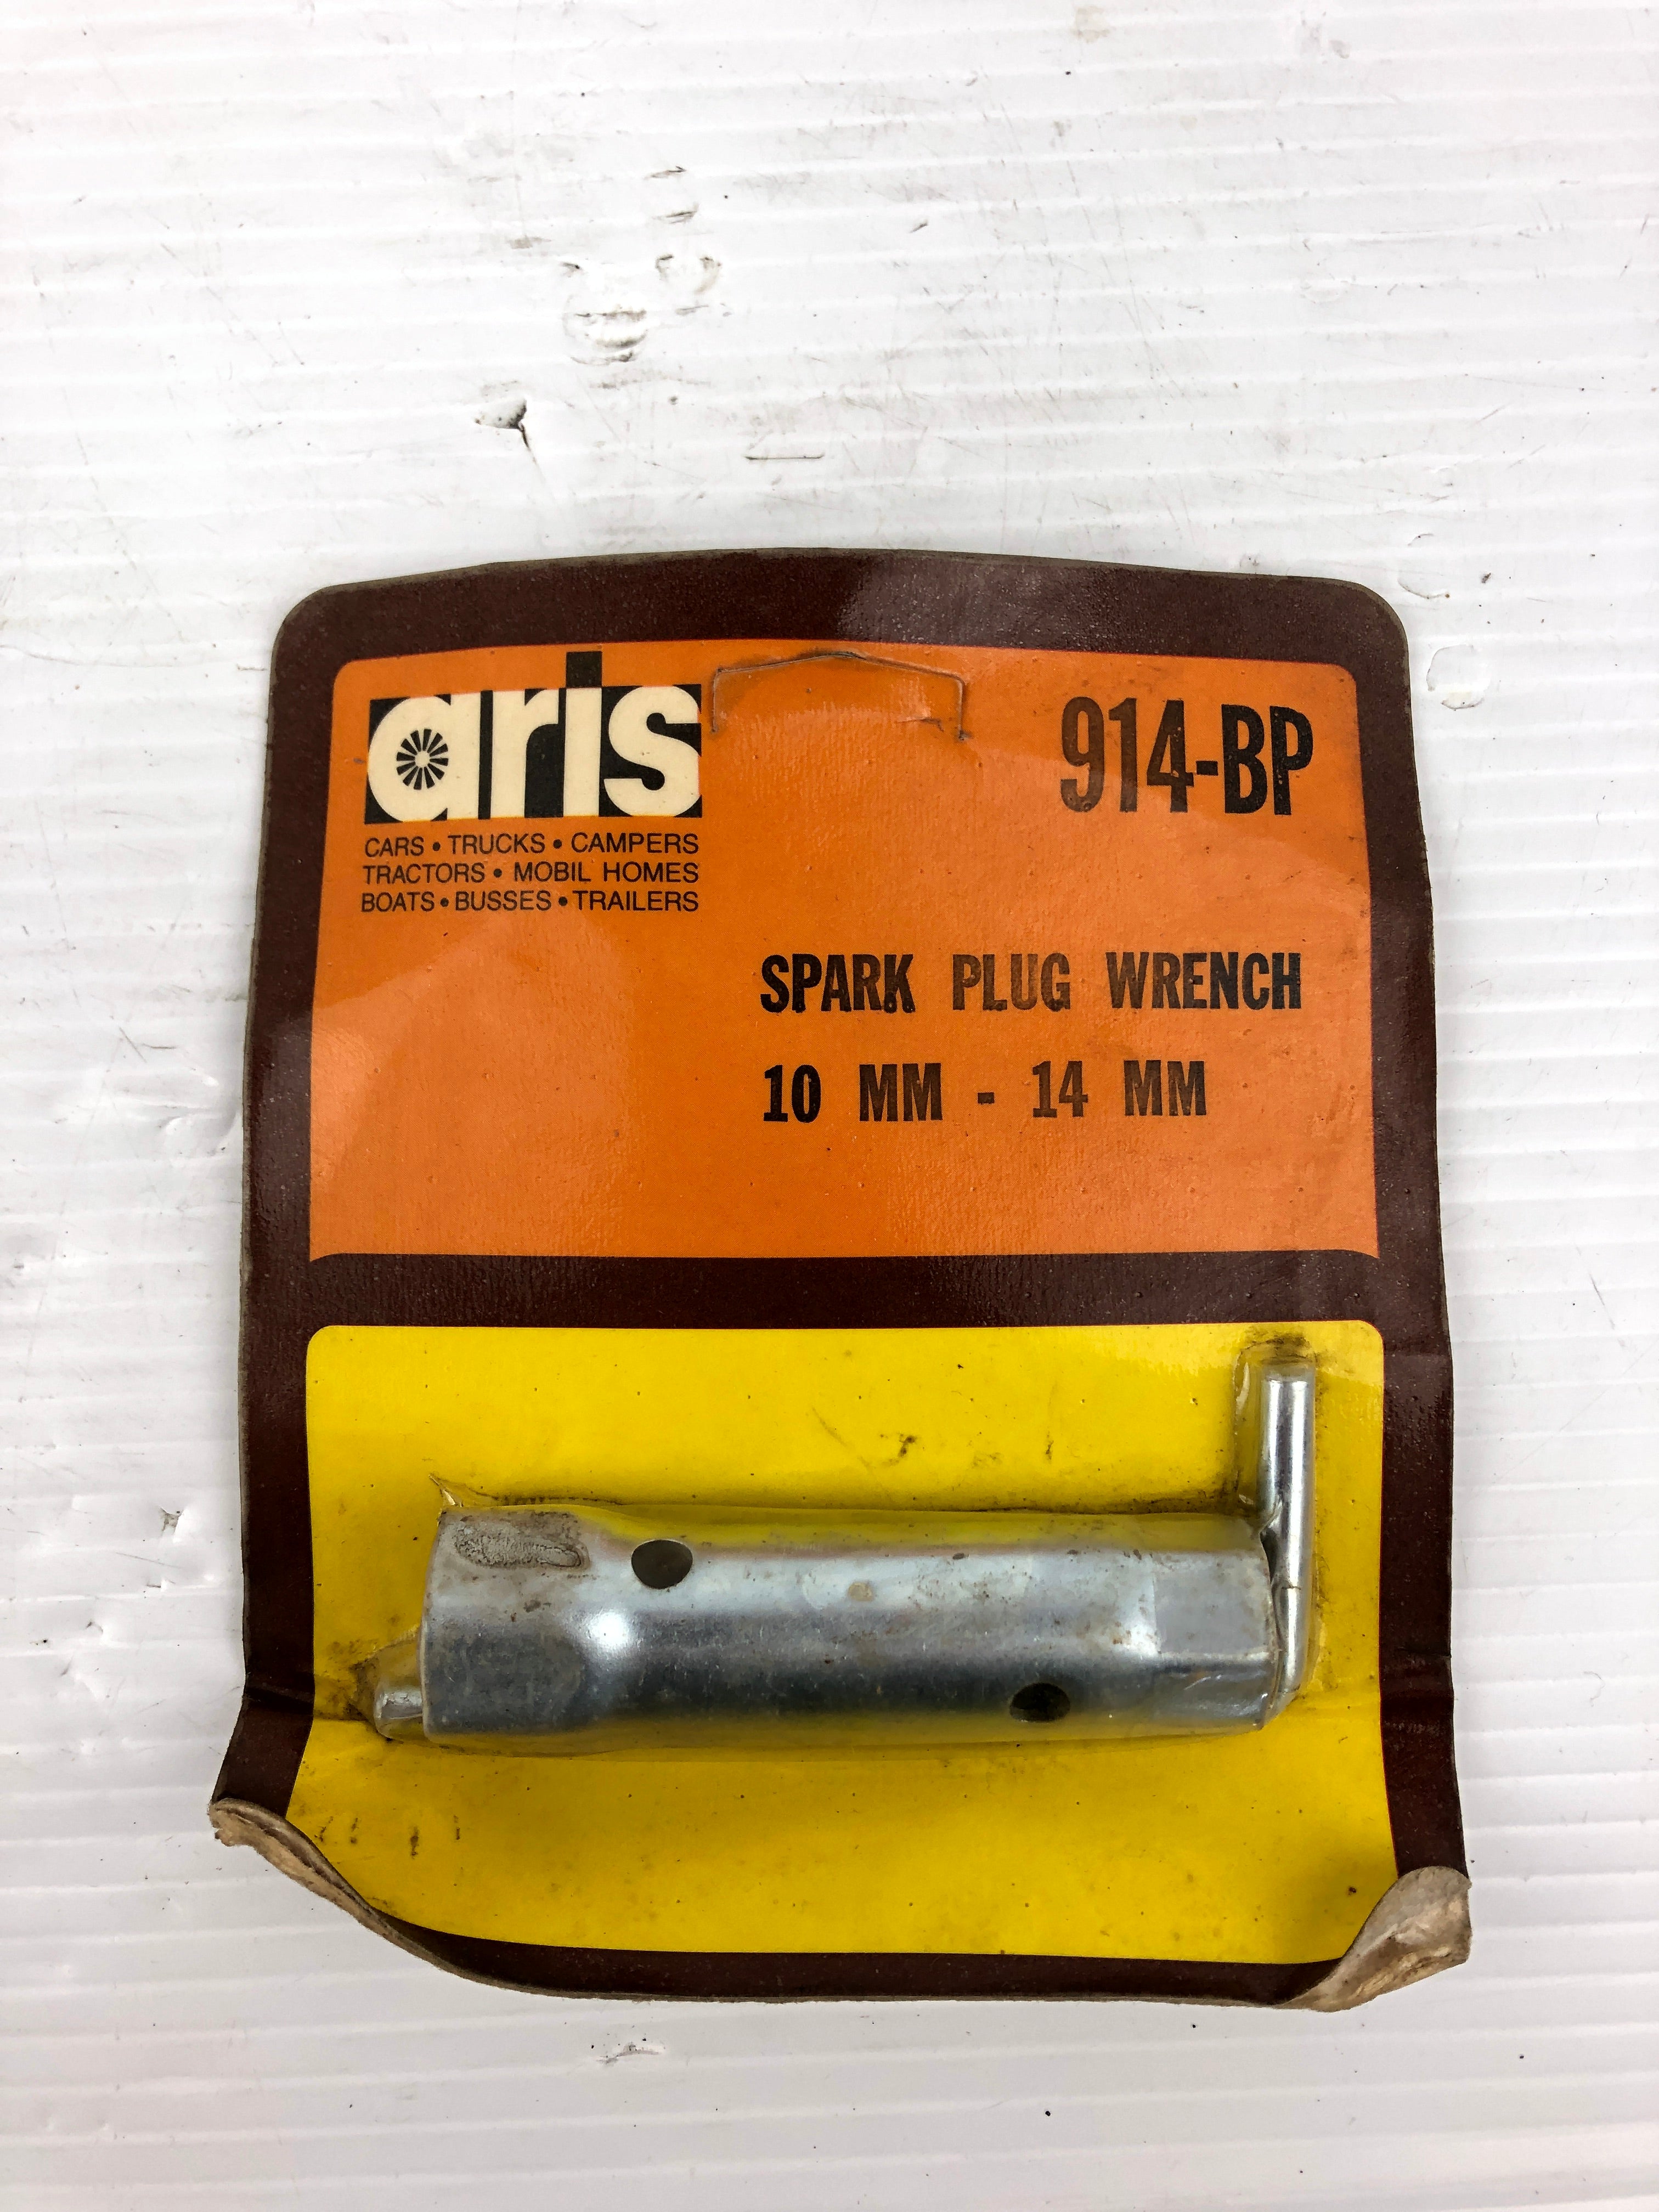 aris
914-BP
CARS • TRUCKS • CAMPERS
TRACTORS • MOBIL HOMES
BOATS • BUSSES • TRAILERS
SPARK PLUG WRENCH
10 MM - 14 MM